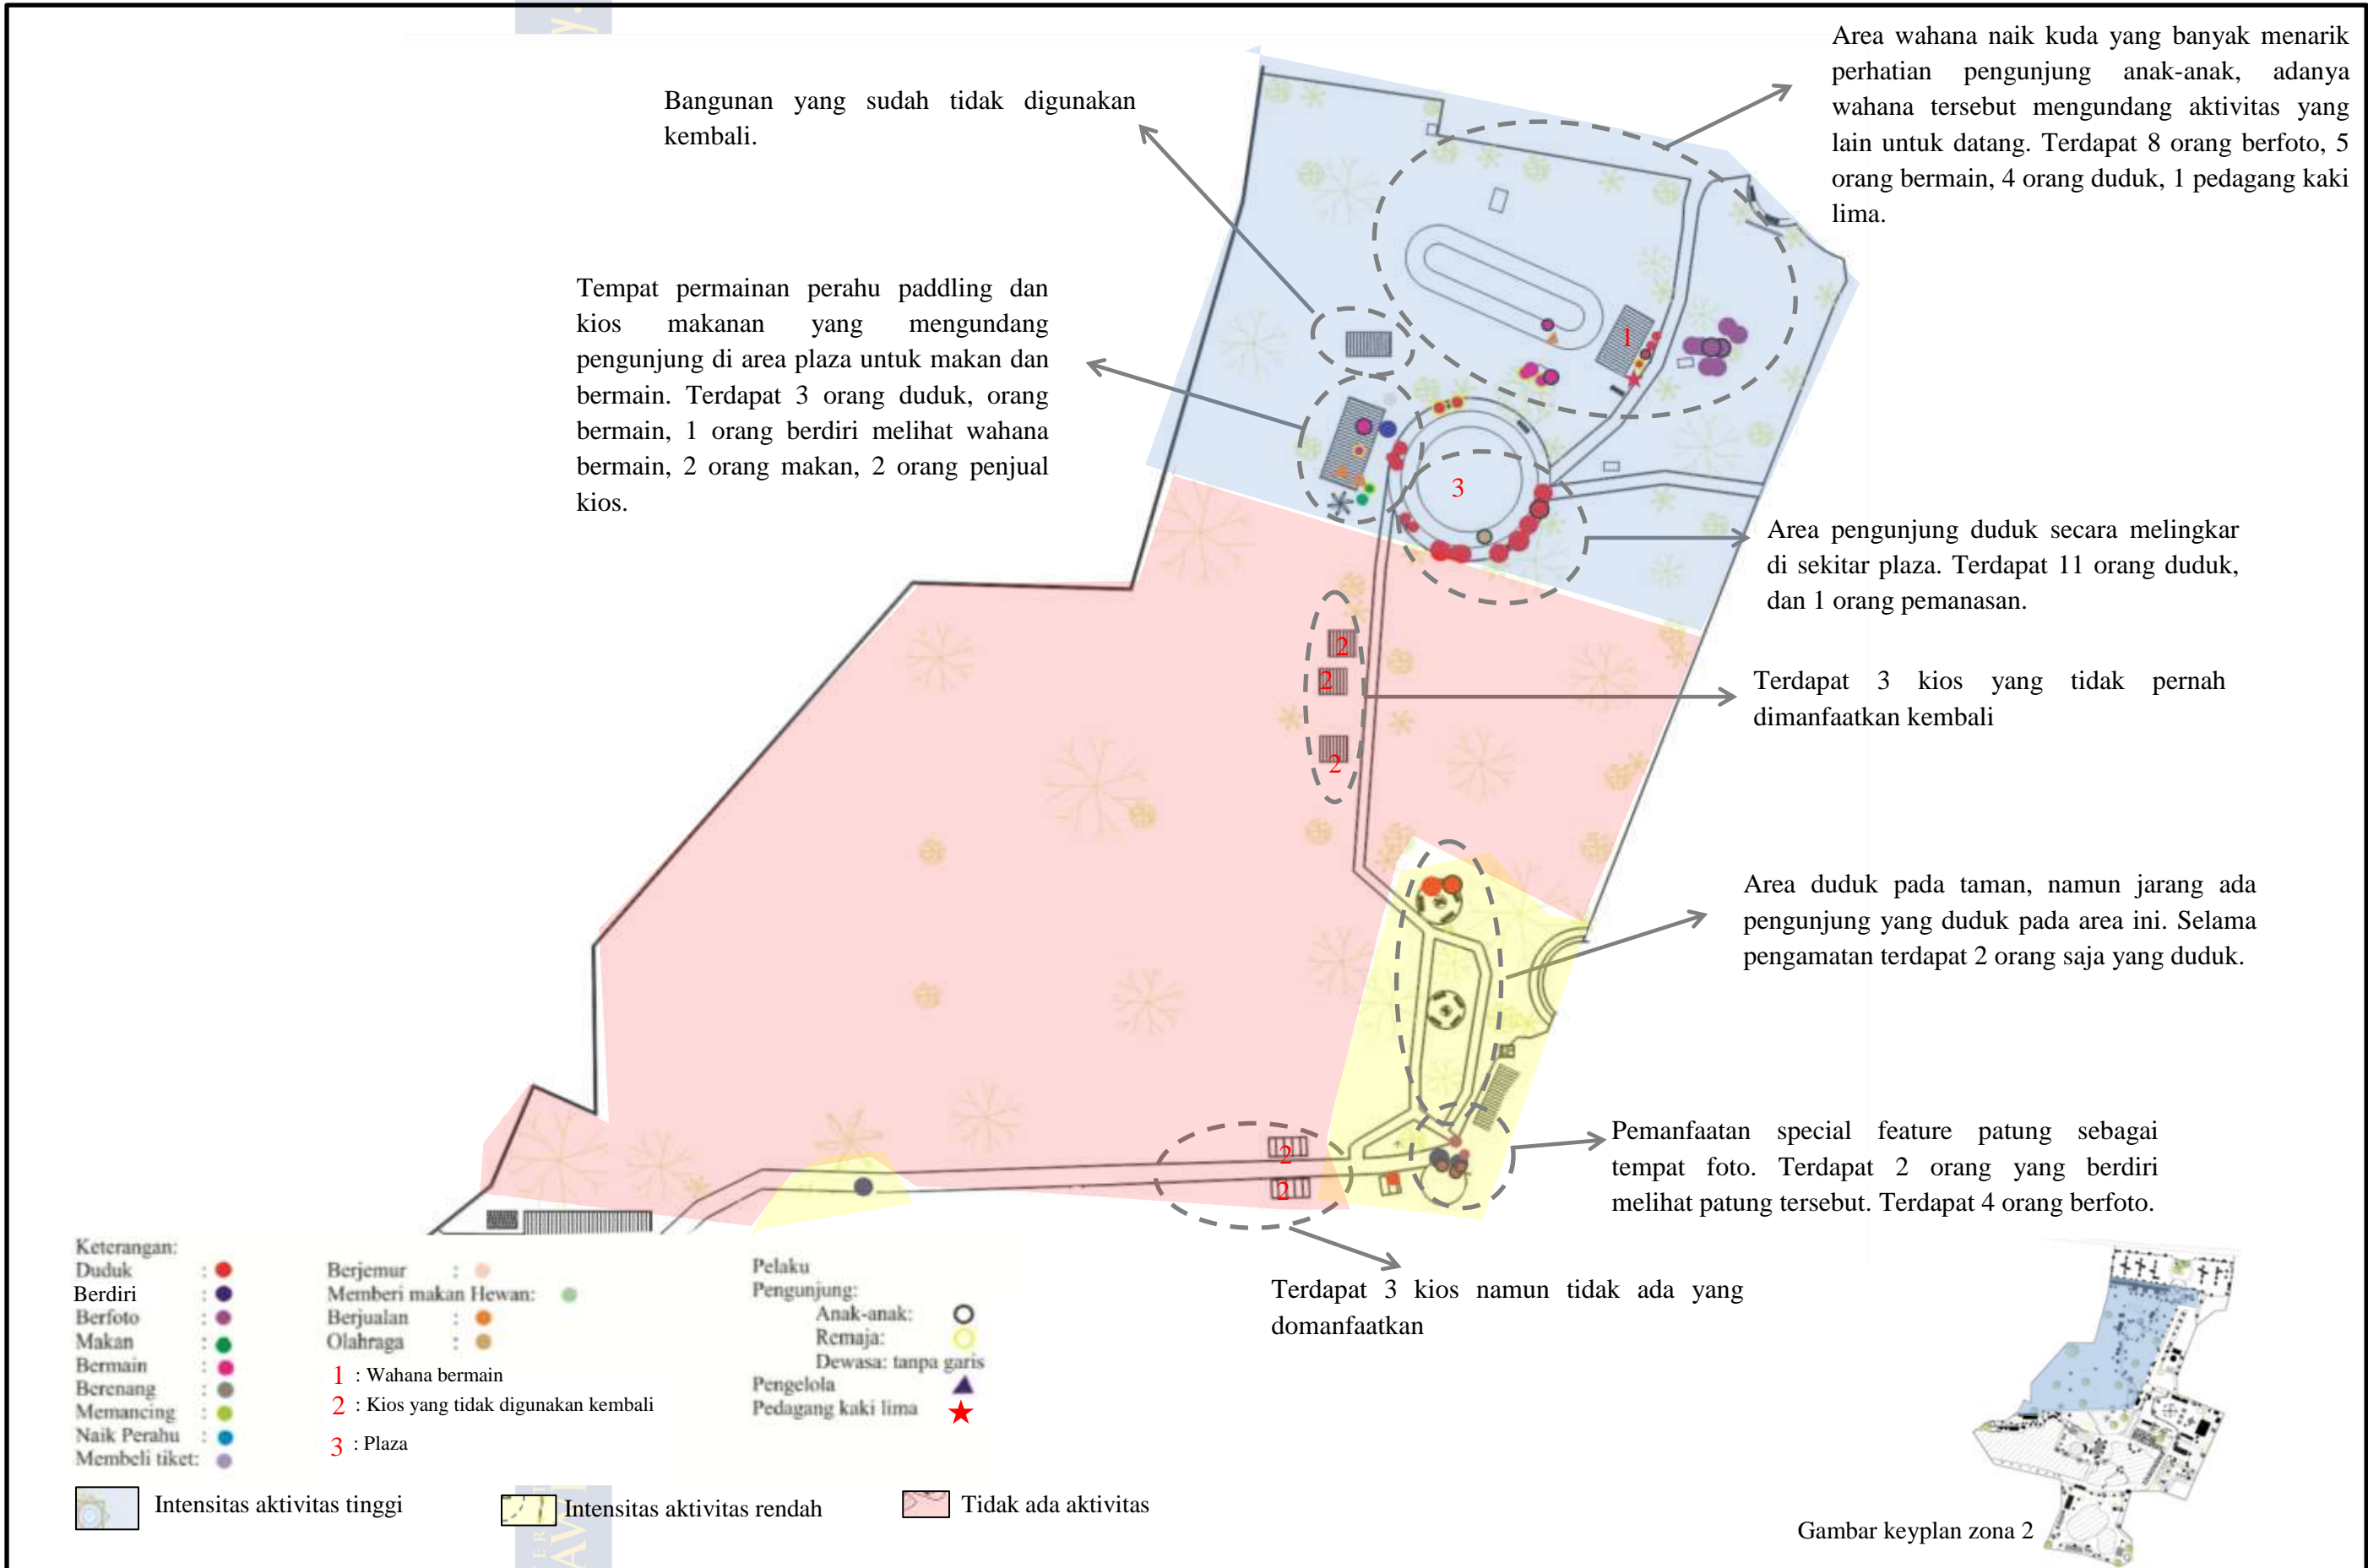 Bangunan yang sudah tidak digunakan
kembali.
Area wahana naik kuda yang banyak menarik
perhatian pengunjung anak-anak, adanya
wahana tersebut mengundang aktivitas yang
lain untuk datang. Terdapat 8 orang berfoto, 5
orang bermain, 4 orang duduk, 1 pedagang kaki
lima.
Tempat permainan perahu paddling dan
kios makanan yang mengundang
pengunjung di area plaza untuk makan dan
bermain. Terdapat 3 orang duduk, orang
bermain, 1 orang berdiri melihat wahana
bermain, 2 orang makan, 2 orang penjual
kios.
1
3
Area pengunjung duduk secara melingkar
di sekitar plaza. Terdapat 11 orang duduk,
dan 1 orang pemanasan.
2
2
2
Terdapat 3 kios yang tidak pernah
dimanfaatkan kembali
Area duduk pada taman, namun jarang ada
pengunjung yang duduk pada area ini. Selama
pengamatan terdapat 2 orang saja yang duduk.
2
2
Pemanfaatan special feature patung sebagai
tempat foto. Terdapat 2 orang yang berdiri
melihat patung tersebut. Terdapat 4 orang berfoto.
Terdapat 3 kios namun tidak ada yang
domanfaatkan
Keterangan:
Duduk :
Berdiri :
Berfoto :
Makan :
Bermain :
Berenang :
Memancing :
Naik Perahu :
Membeli tiket:
Berjemur :
Memberi makan Hewan:
Berjualan :
Olahraga :
1 : Wahana bermain
2 : Kios yang tidak digunakan kembali
3 : Plaza
Pelaku
Pengunjung:
Anak-anak:
Remaja:
Dewasa: tanpa garis
Pengelola
Pedagang kaki lima
Intensitas aktivitas tinggi
Intensitas aktivitas rendah
Tidak ada aktivitas
Gambar keyplan zona 2